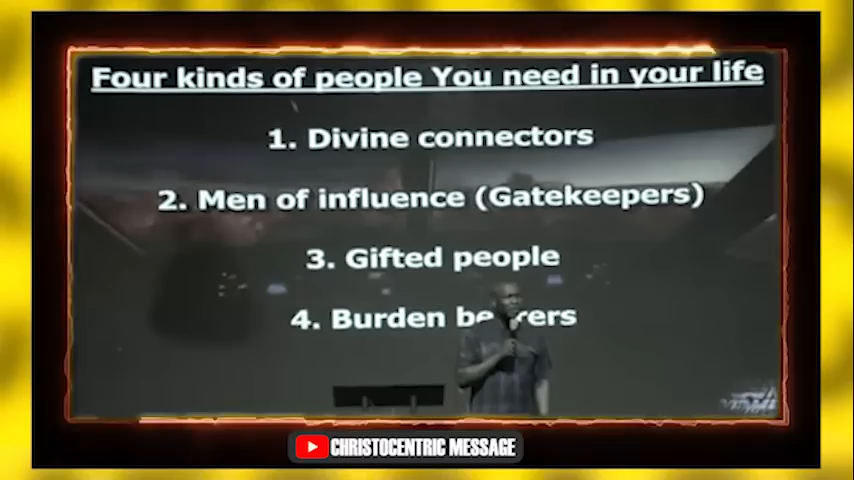 Four kinds of people You need in your life
1. Divine connectors
2. Men of influence (Gatekeepers)
3. Gifted people
4. Burden bearers
CHRISTOCENTRIC MESSAGE